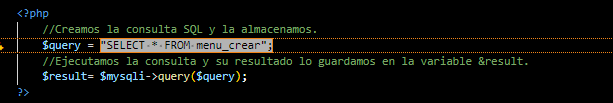 <?php
//Creamos la consulta SQL y la almacenamos.
$query = "SELECT * FROM menu_crear";
//Ejecutamos la consulta y su resultado lo guardamos en la variable &result.
$result= $mysqli->query($query);
?>